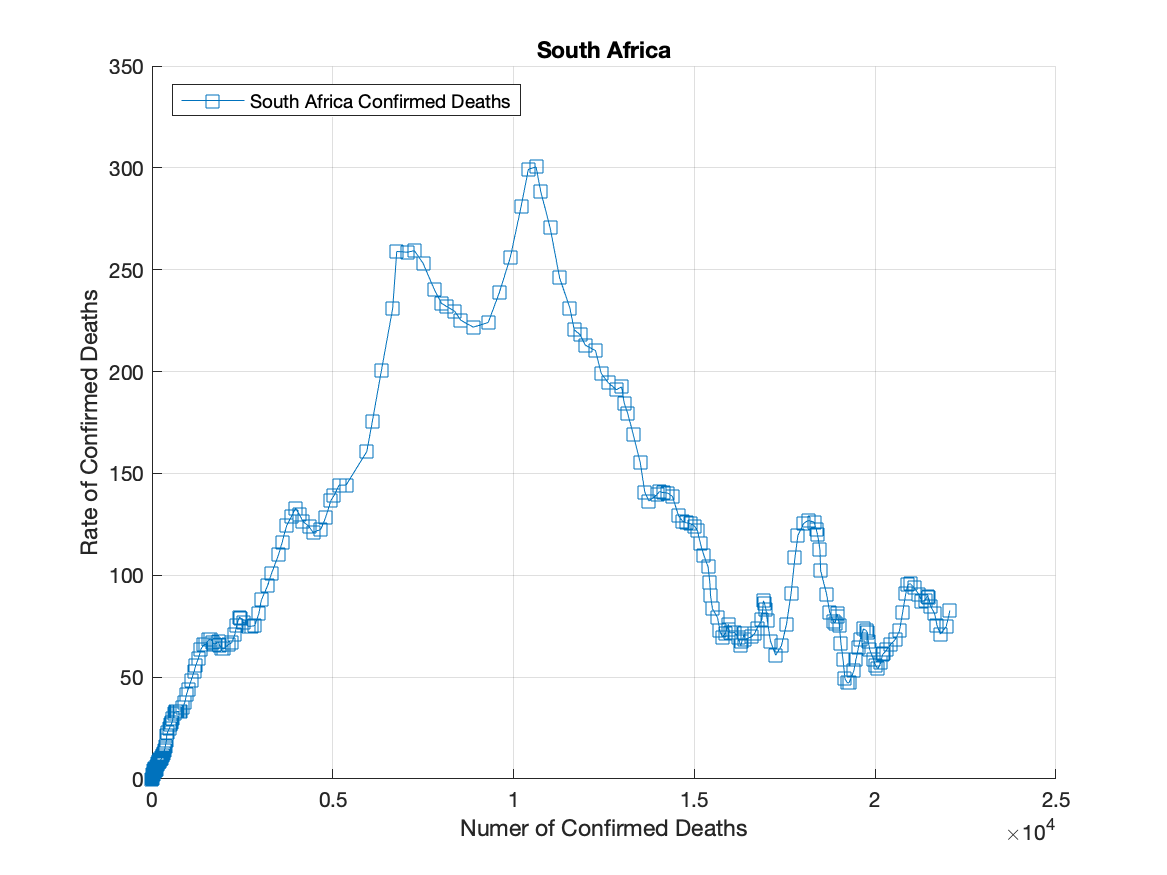 South Africa
South Africa Confirmed Deaths
350
300
250
200
150
100
50
0
Rate of Confirmed Deaths
0 0.5 1 1.5 2 2.5
×10^4
Numer of Confirmed Deaths